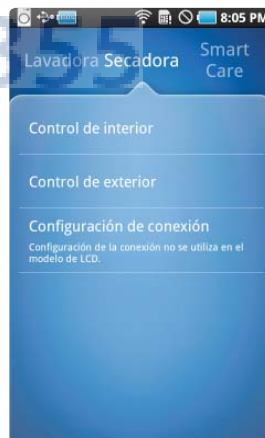 8:05 PM
355
Lavadora Secadora Smart
Care
Control de interior
Control de exterior
Configuración de conexión
Configuración de la conexión no se utiliza en el
modelo de LCD.